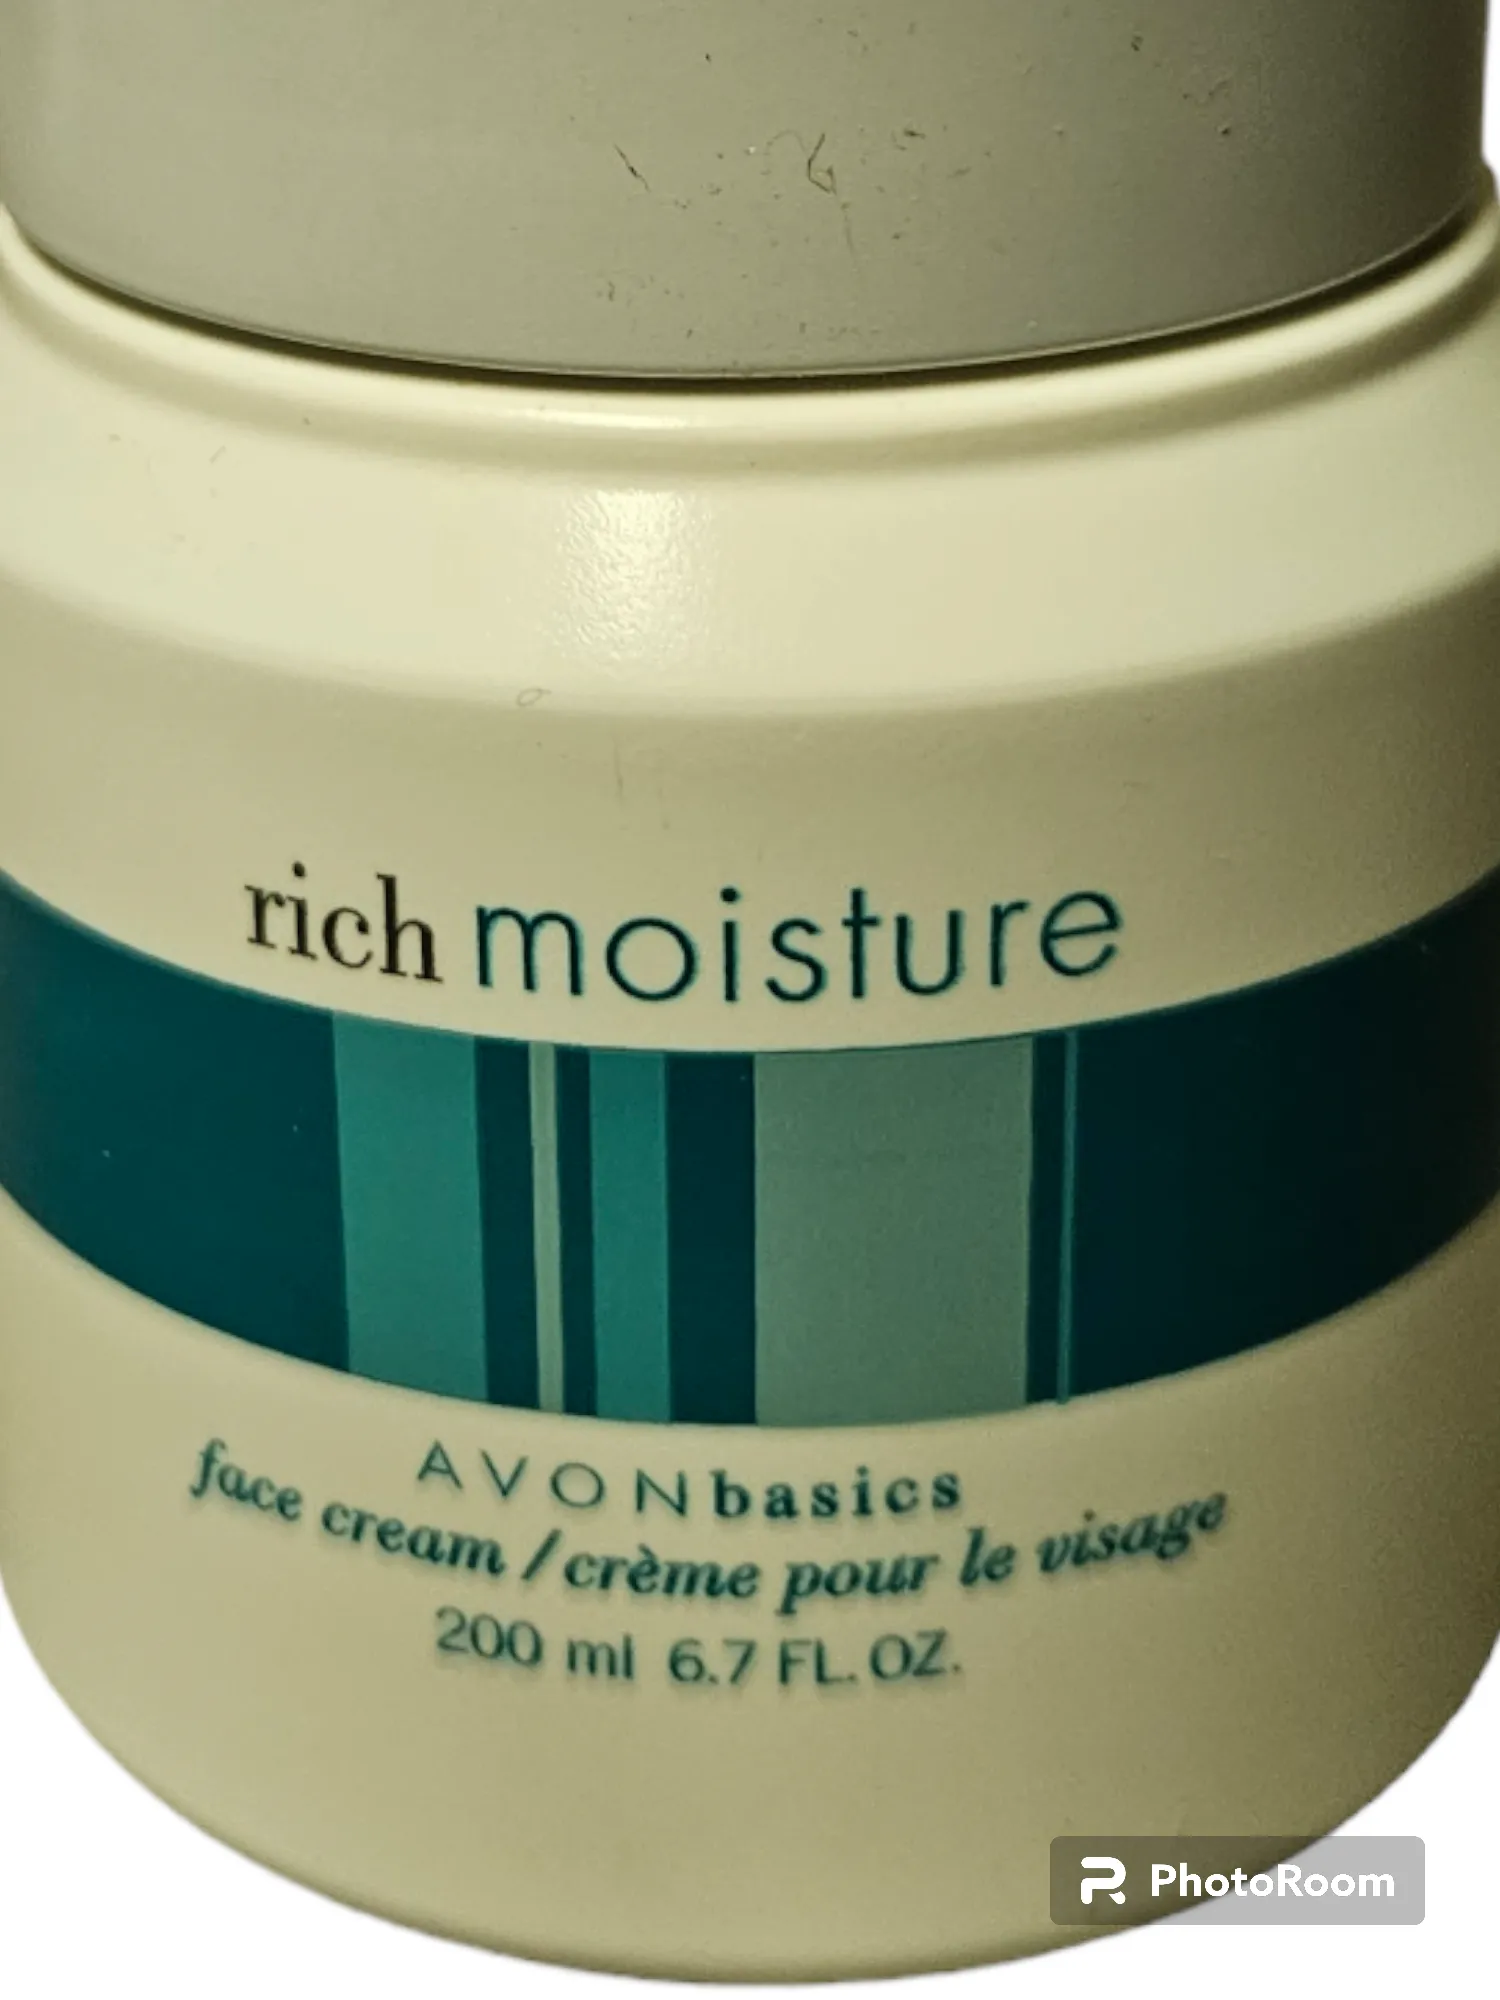 rich moisture
AVON basics
face cream / crème pour le visage
200 ml 6.7 FL. OZ.
PhotoRoom